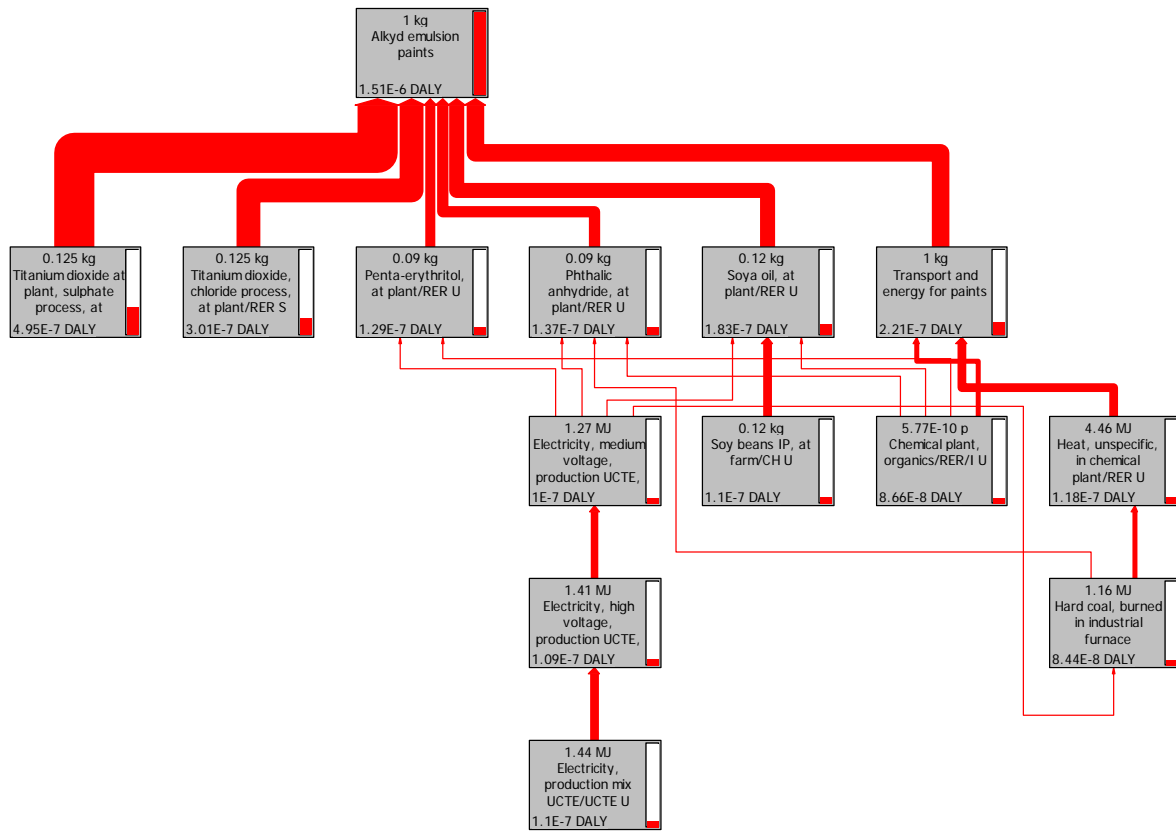 1 kg
Alkyd emulsion
paints
1.51E-6 DALY
0.125 kg
Titanium dioxide at
plant, sulphate
process, at
4.95E-7 DALY
0.125 kg
Titanium dioxide,
chloride process,
at plant/RER S
3.01E-7 DALY
0.09 kg
Penta-erythritol,
at plant/RER U
1.29E-7 DALY
0.09 kg
Phthalic
anhydride, at
plant/RER U
1.37E-7 DALY
0.12 kg
Soya oil, at
plant/RER U
1.83E-7 DALY
1 kg
Transport and
energy for paints
2.21E-7 DALY
1.27 MJ
Electricity, medium
voltage,
production UCTE,
1E-7 DALY
0.12 kg
Soy beans IP, at
farm/CH U
1.1E-7 DALY
5.77E-10 p
Chemical plant,
organics/RER/I U
8.66E-8 DALY
4.46 MJ
Heat, unspecific,
in chemical
plant/RER U
1.18E-7 DALY
1.41 MJ
Electricity, high
voltage,
production UCTE,
1.09E-7 DALY
1.16 MJ
Hard coal, burned
in industrial
furnace
8.44E-8 DALY
1.44 MJ
Electricity,
production mix
UCTE/UCTE U
1.1E-7 DALY